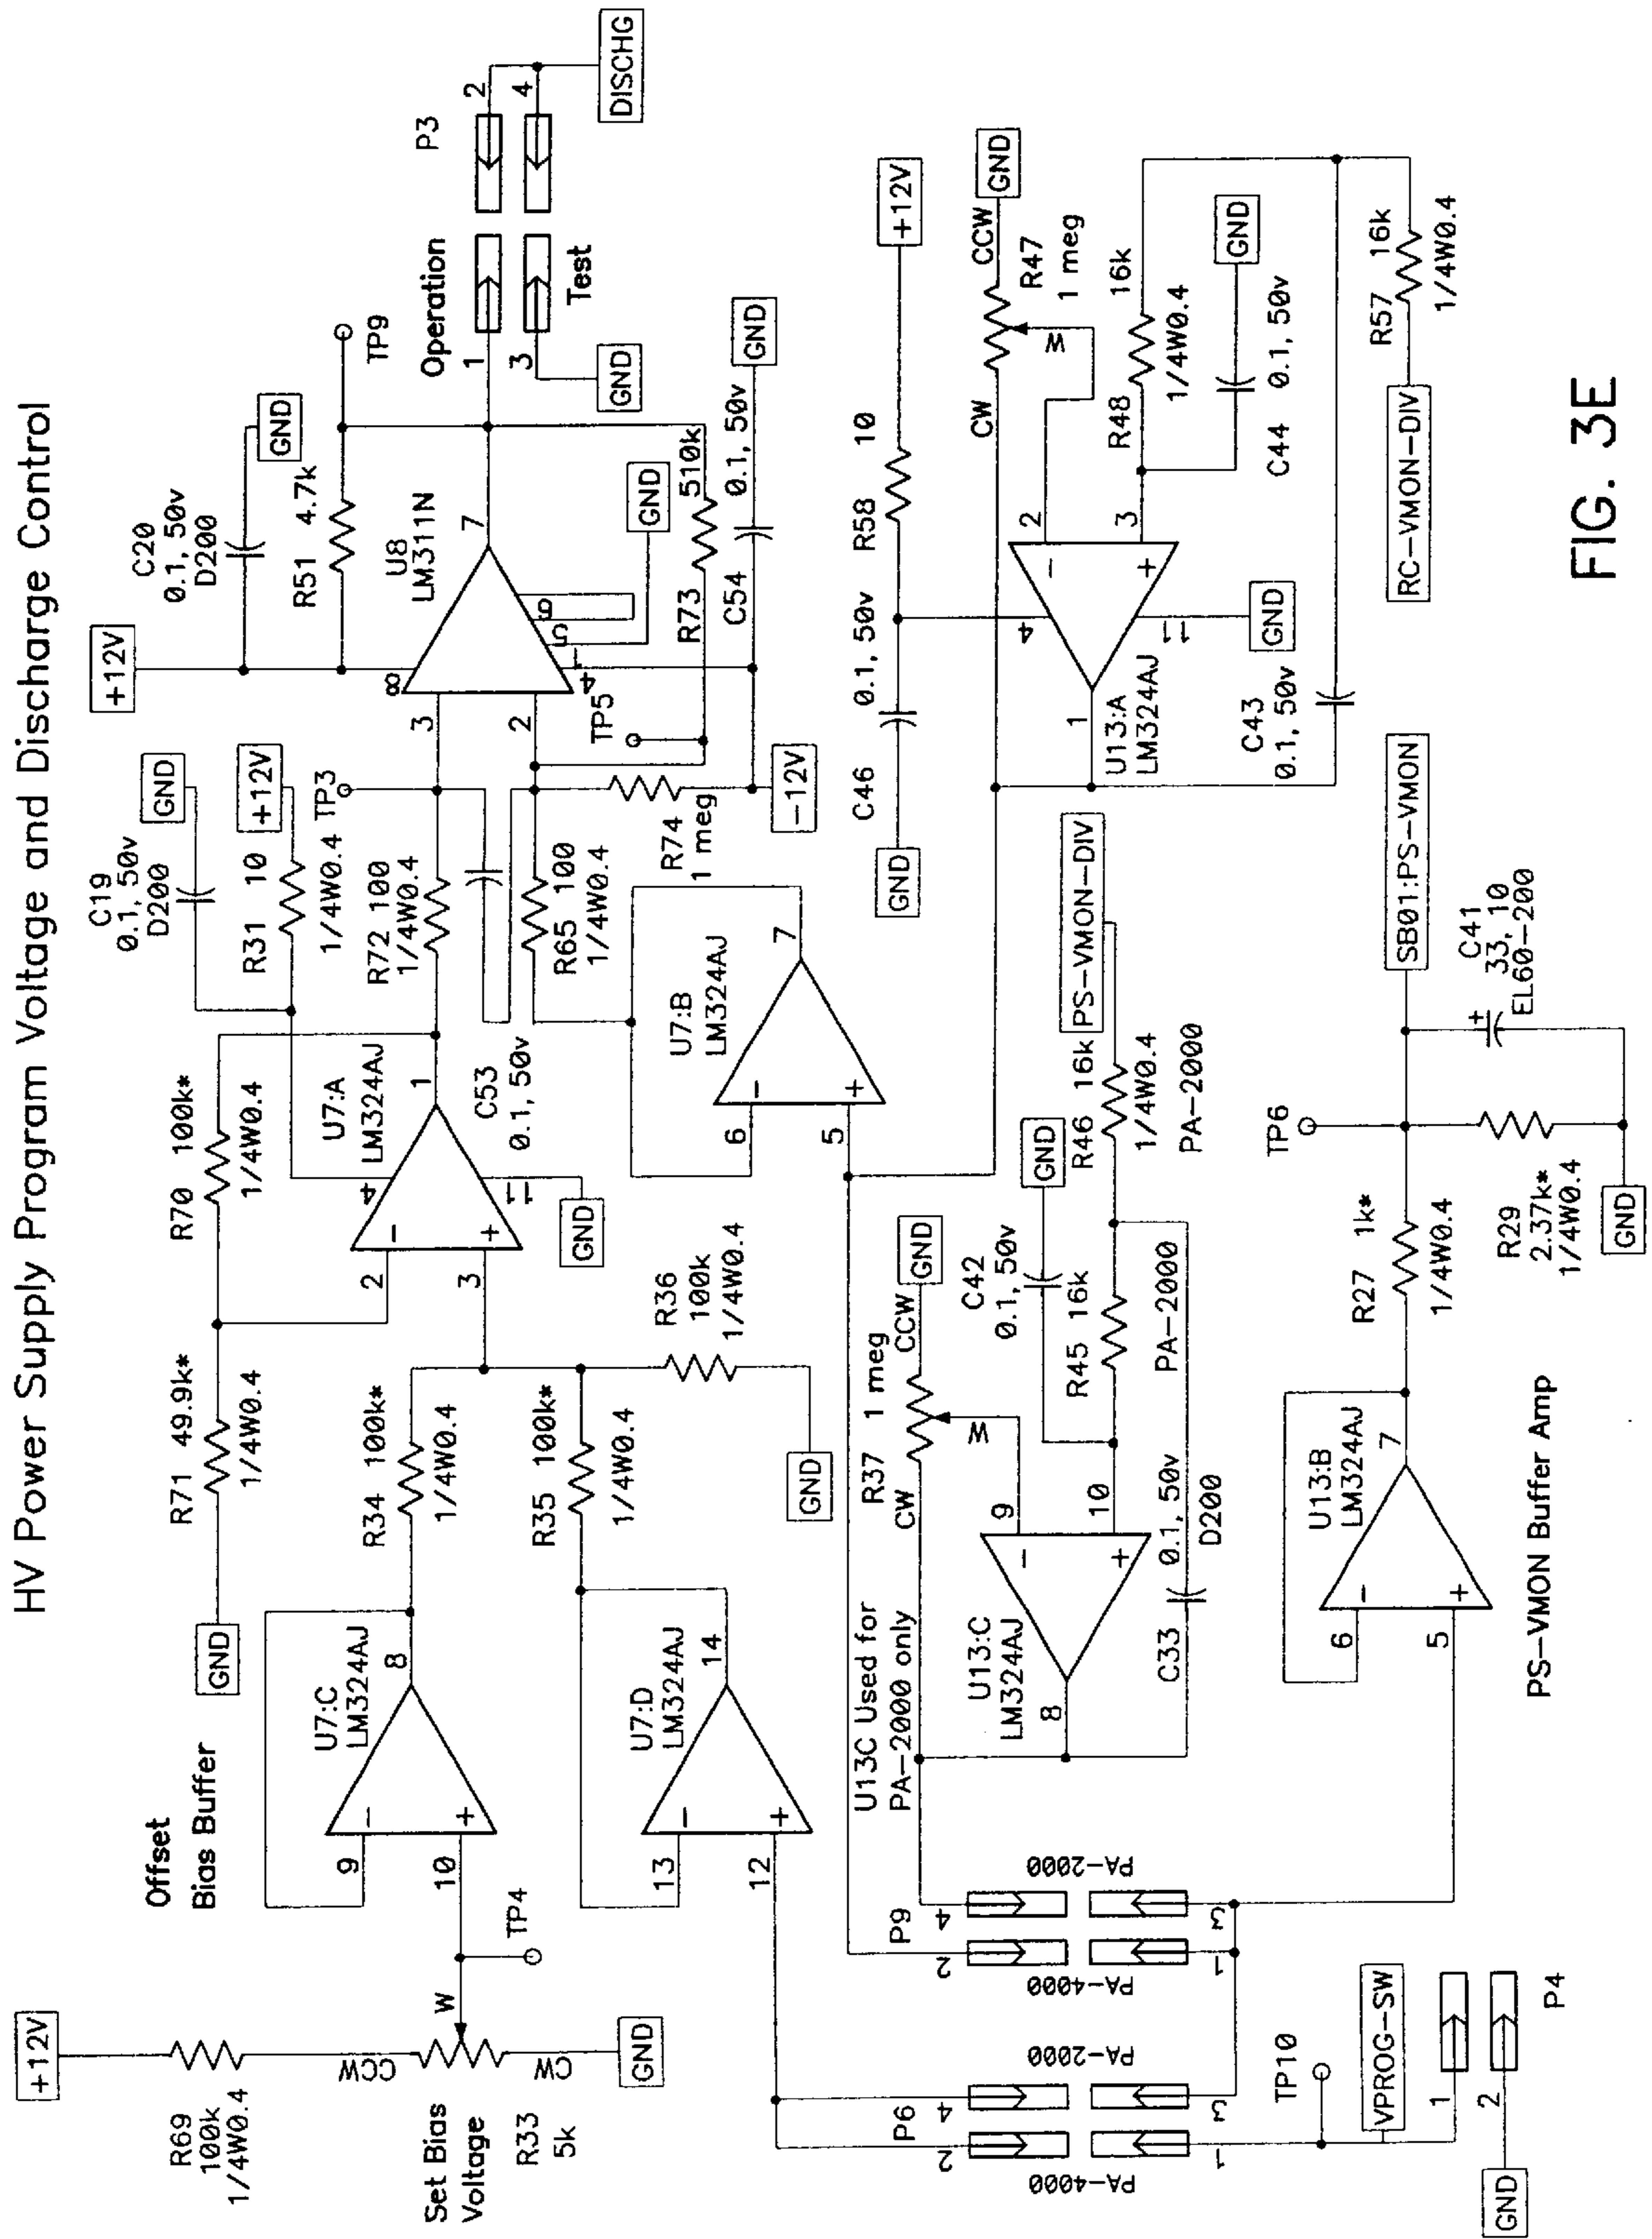 HV Power Supply Program Voltage and Discharge Control
+12V
R69
100k
1/4W0.4
CCW
W
CW
Set Bias
Voltage
R33
5k
GND
TP4
Offset
Bias Buffer
9
10
-
+
U7:C
LM324AJ
8
13
12
-
+
U7:D
LM324AJ
14
GND
R71 49.9k*
1/4W0.4
R70 100k*
1/4W0.4
R34 100k*
1/4W0.4
R35 100k*
1/4W0.4
R36
100k
1/4W0.4
GND
2
3
-
+
4
11
GND
U7:A
LM324AJ
1
C19
0.1, 50v
D200
GND
R31 10
1/4W0.4
+12V
TP3
R72 100
1/4W0.4
C53
0.1, 50v
R65 100
1/4W0.4
R74
1 meg
-12V
6
5
-
+
U7:B
LM324AJ
7
+12V
C20
0.1, 50v
D200
GND
R51 4.7k
3
2
8
U8
LM311N
7
6
5
1
4
GND
TP5
R73 510k
C54 0.1, 50v
GND
TP9
Operation
1
3
Test
GND
P3
2
4
DISCHG
U13C Used for
PA-2000 only
R37 1 meg
CW
CCW
GND
W
9
10
-
+
U13:C
LM324AJ
8
C33 0.1, 50v
D200
C42
0.1, 50v
GND
R45 16k
PA-2000
R46 16k
1/4W0.4
PA-2000
PS-VMON-DIV
GND
C46 0.1, 50v
R58 10
+12V
CW
CCW
GND
R47
1 meg
W
2
3
-
+
4
11
GND
U13:A
LM324AJ
1
R48 16k
1/4W0.4
C44 0.1, 50v
GND
C43
0.1, 50v
R57 16k
1/4W0.4
RC-VMON-DIV
P6
2
4
PA-4000
PA-2000
1
3
P9
2
4
PA-4000
PA-2000
1
3
TP10
VPROG-SW
1
2
P4
GND
6
5
-
+
U13:B
LM324AJ
7
PS-VMON Buffer Amp
R27 1k*
1/4W0.4
TP6
R29
2.37k*
1/4W0.4
GND
SB01:PS-VMON
+
C41
33, 10
EL60-200
FIG. 3E